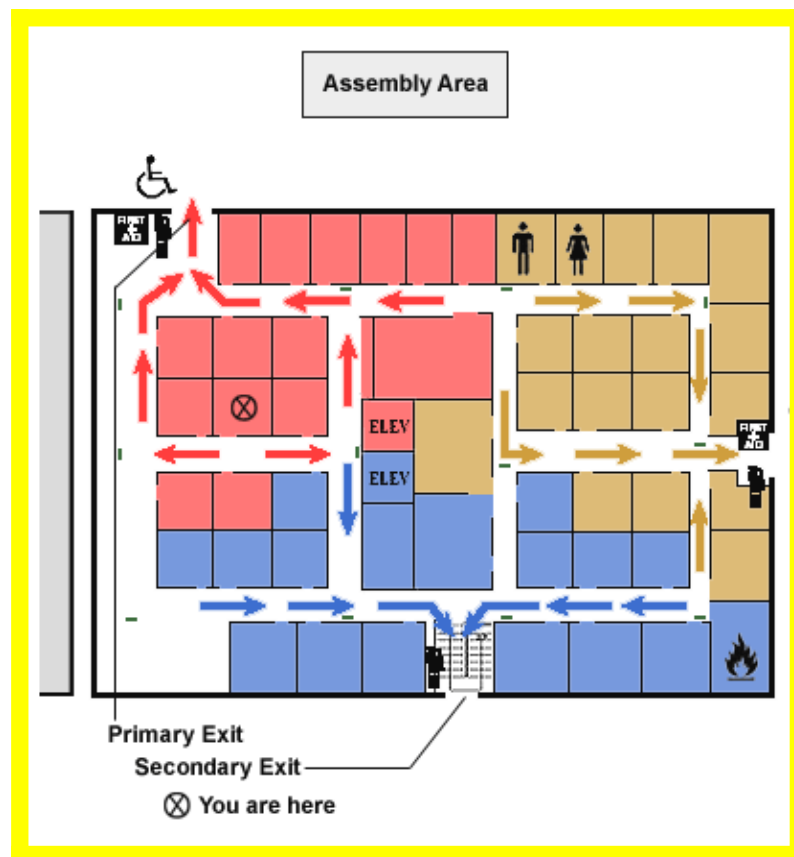 Assembly Area
FIRST
AID
ELEV
FIRST
AID
ELEV
Primary Exit
Secondary Exit
You are here